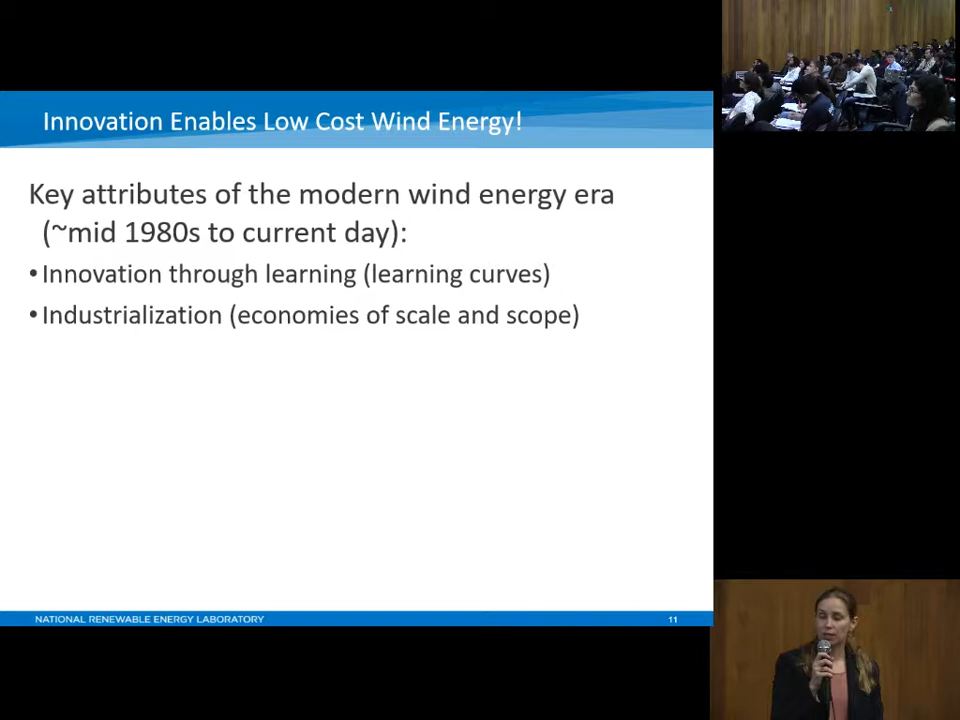 Innovation Enables Low Cost Wind Energy!
Key attributes of the modern wind energy era
(~mid 1980s to current day):
• Innovation through learning (learning curves)
• Industrialization (economies of scale and scope)
NATIONAL RENEWABLE ENERGY LABORATORY
11